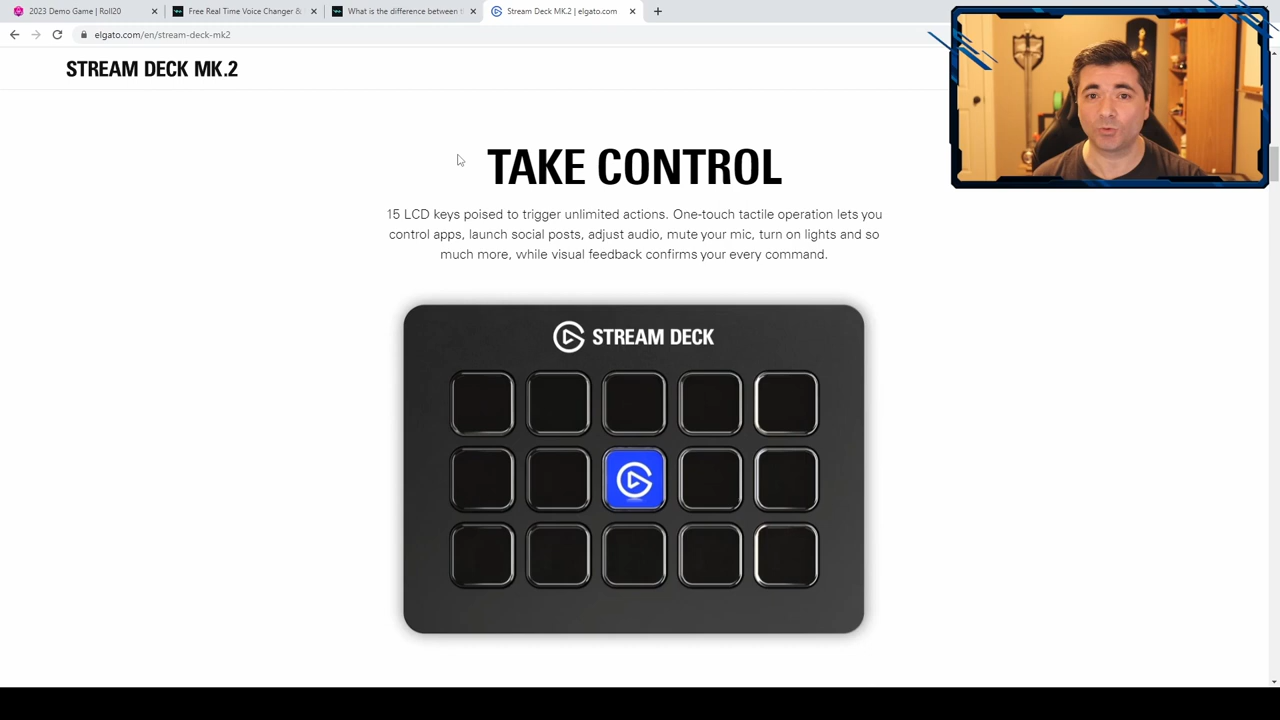 2023 Demo Game | Roll20
Free Real Time Voice Changer &
What is the difference between
Stream Deck MK.2 | elgato.com
elgato.com/en/stream-deck-mk2
STREAM DECK MK.2
TAKE CONTROL
15 LCD keys poised to trigger unlimited actions. One-touch tactile operation lets you
control apps, launch social posts, adjust audio, mute your mic, turn on lights and so
much more, while visual feedback confirms your every command.
STREAM DECK